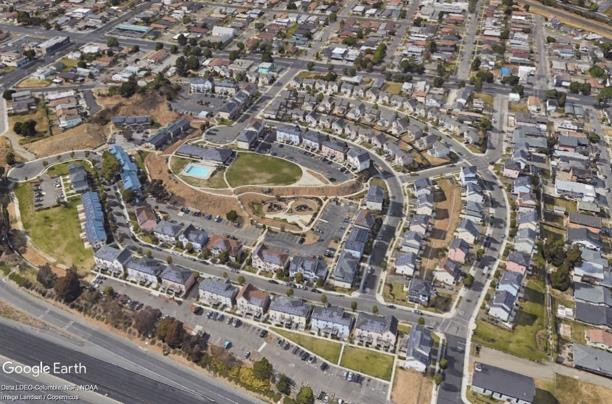 Google Earth
Data LDEO-Columbia, NSF, NOAA
Image Landsat / Copernicus